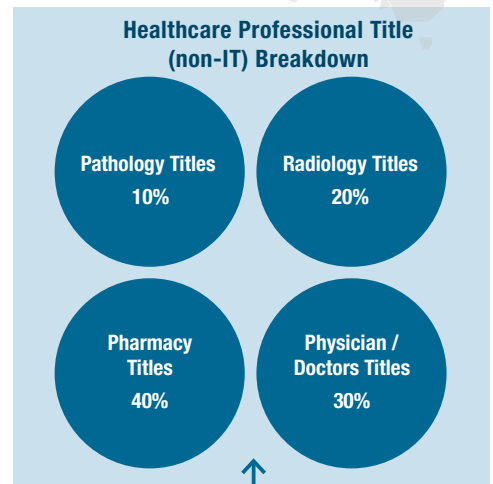 Healthcare Professional Title
(non-IT) Breakdown
Pathology Titles
10%
Radiology Titles
20%
Pharmacy
Titles
40%
Physician /
Doctors Titles
30%